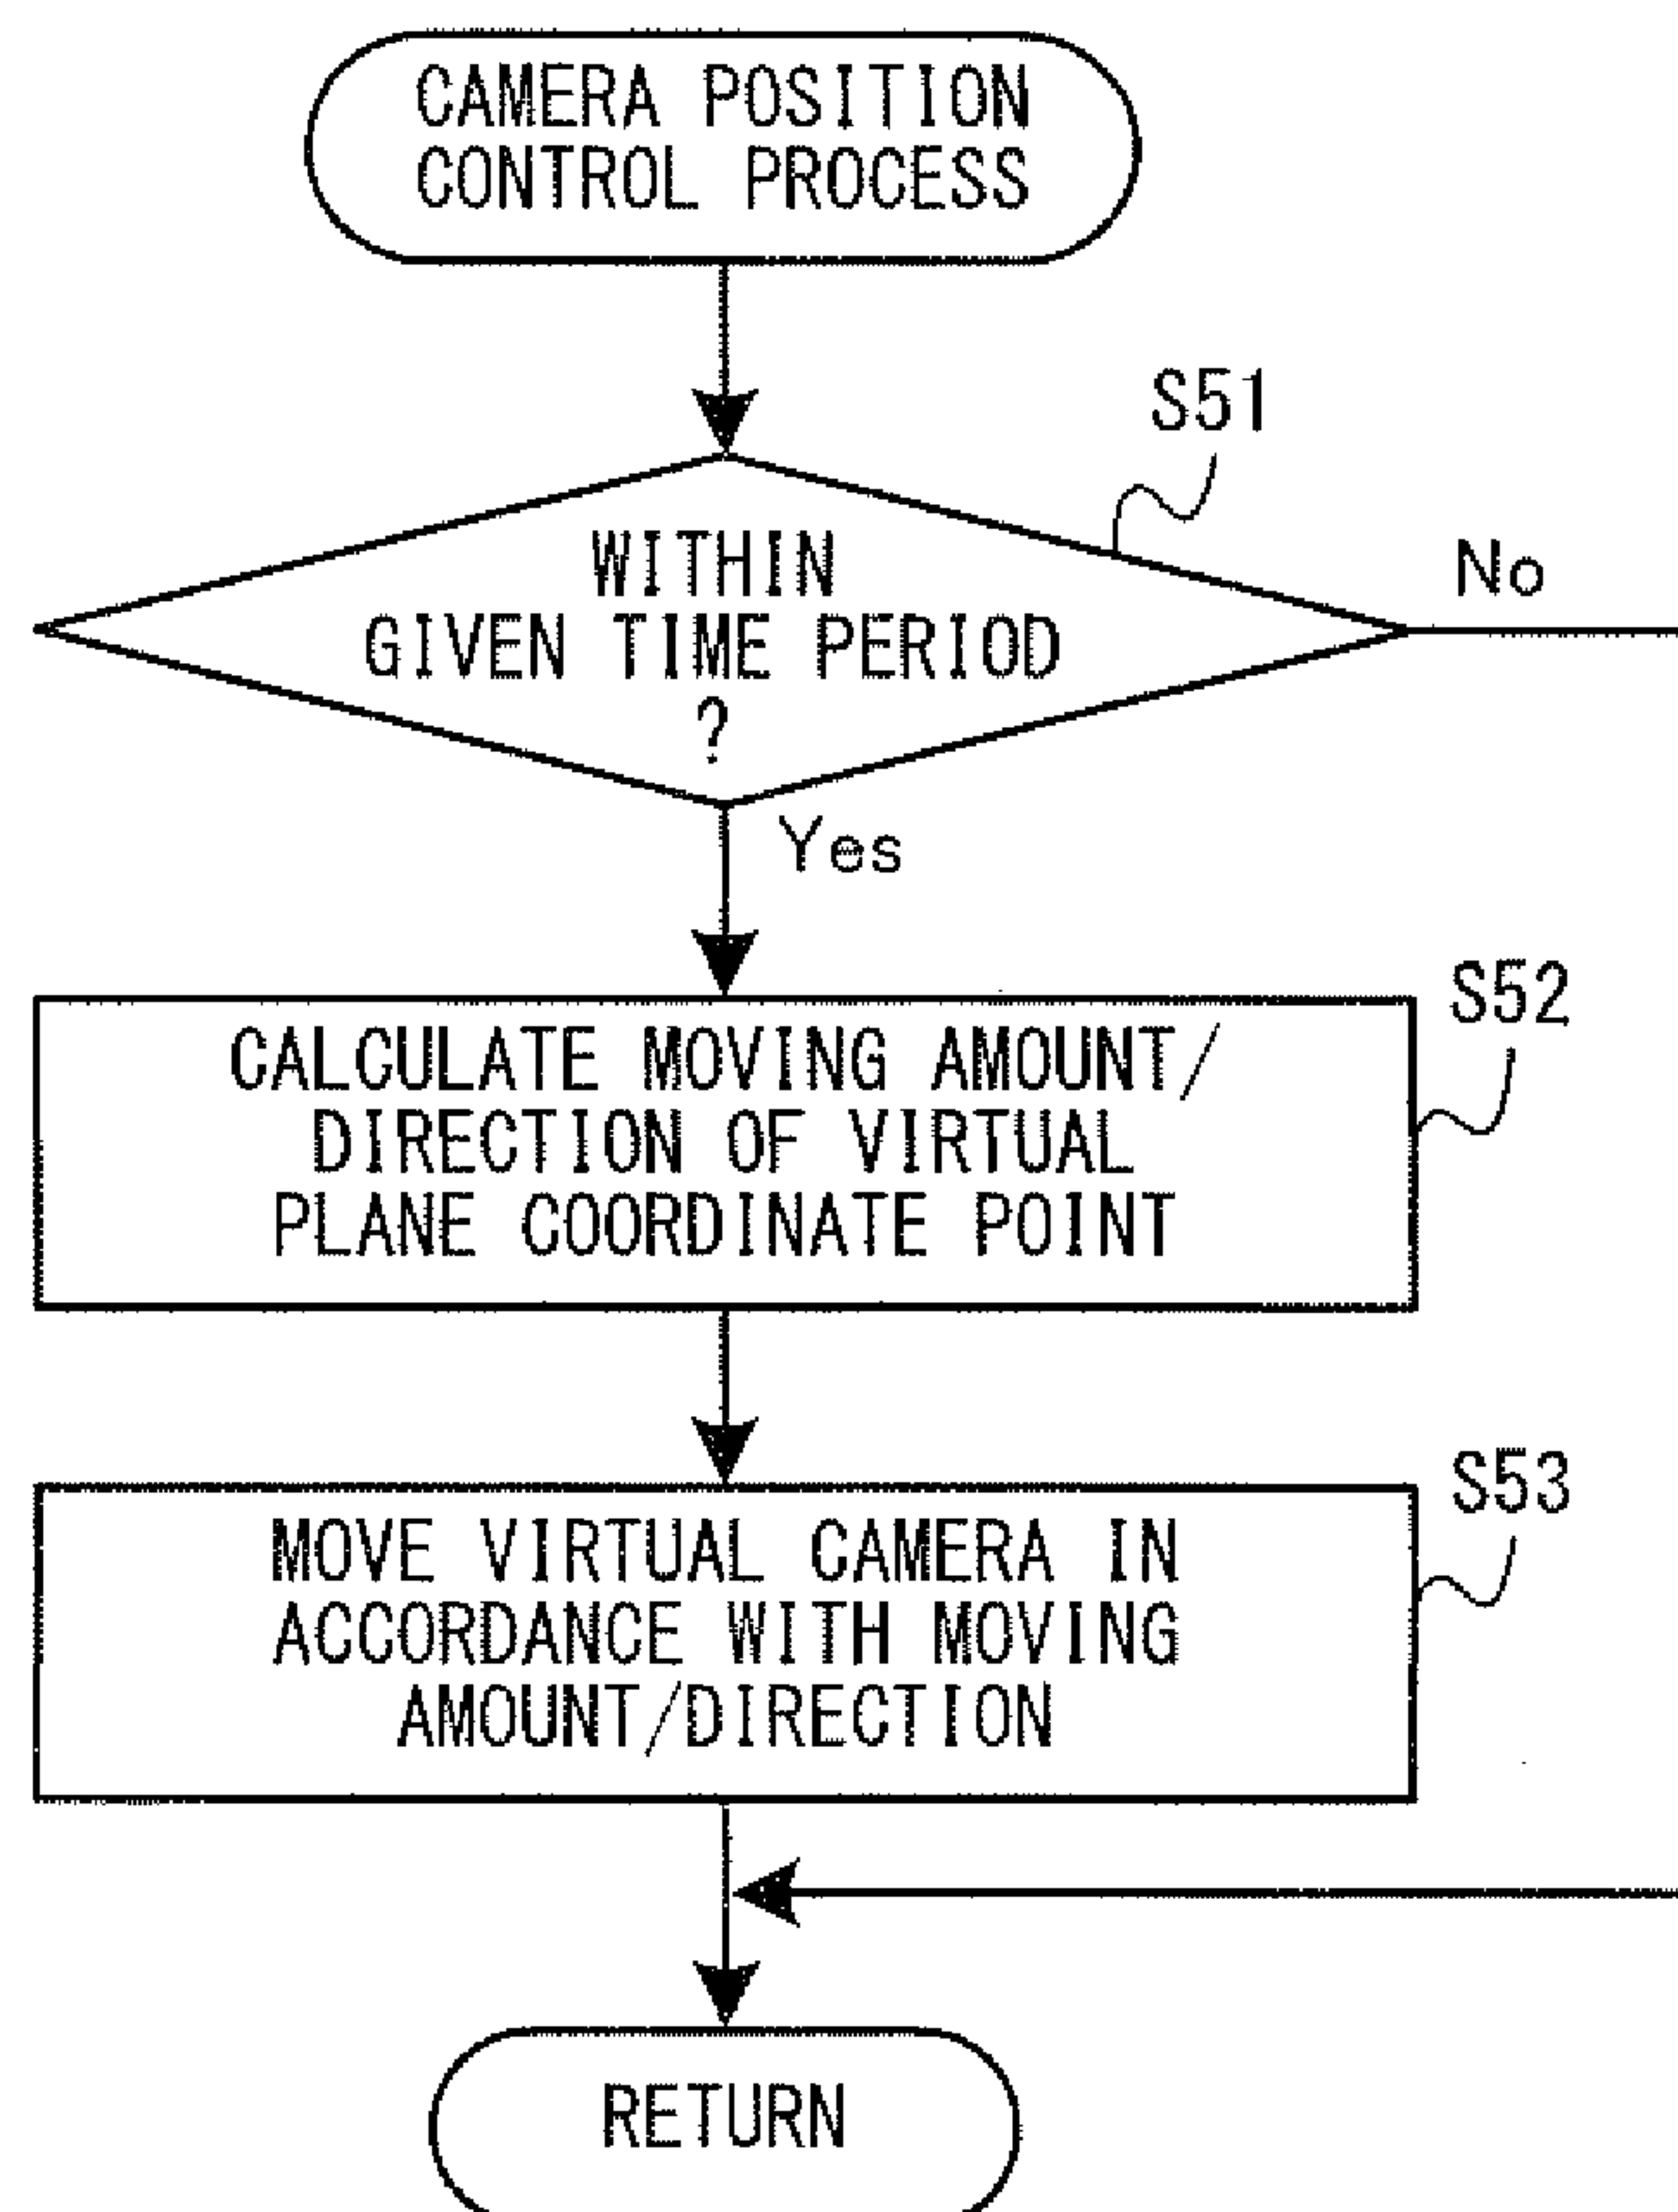 CAMERA POSITION
CONTROL PROCESS
S51
WITHIN
GIVEN TIME PERIOD
?
No
Yes
S52
CALCULATE MOVING AMOUNT/
DIRECTION OF VIRTUAL
PLANE COORDINATE POINT
S53
MOVE VIRTUAL CAMERA IN
ACCORDANCE WITH MOVING
AMOUNT/DIRECTION
RETURN